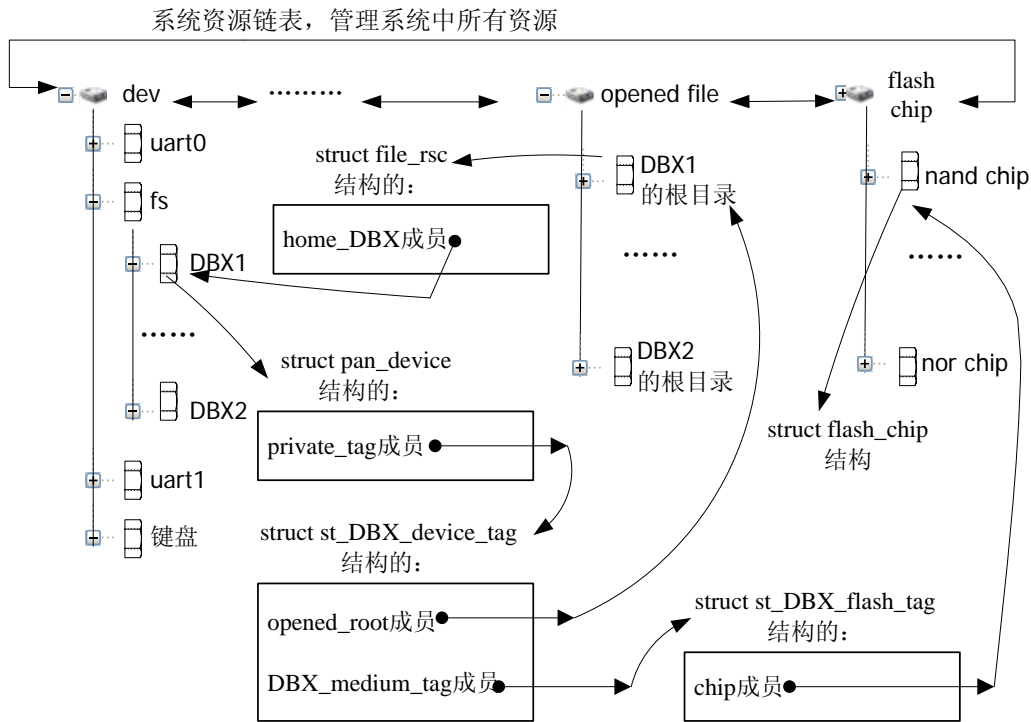 系统资源链表，管理系统中所有资源
dev
………
opened file
flash
chip
uart0
fs
DBX1
……
DBX2
uart1
键盘
struct file_rsc
结构的：
home_DBX成员
struct pan_device
结构的：
private_tag成员
struct st_DBX_device_tag
结构的：
opened_root成员
DBX_medium_tag成员
DBX1
的根目录
……
DBX2
的根目录
nand chip
……
nor chip
struct flash_chip
结构
struct st_DBX_flash_tag
结构的：
chip成员